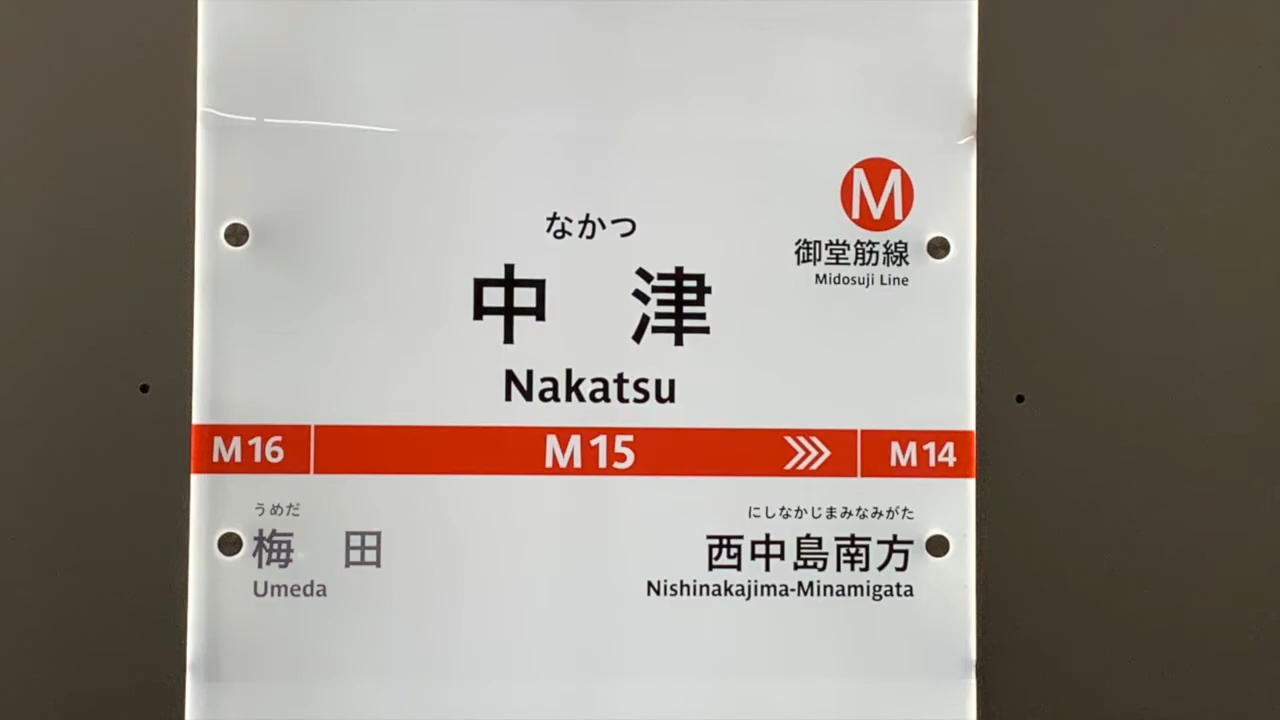 M
御堂筋線
Midosuji Line
なかつ
中 津
Nakatsu
M16 M15 M14
うめだ
梅 田
Umeda
にしなかじまみなみがた
西中島南方
Nishinakajima-Minamigata